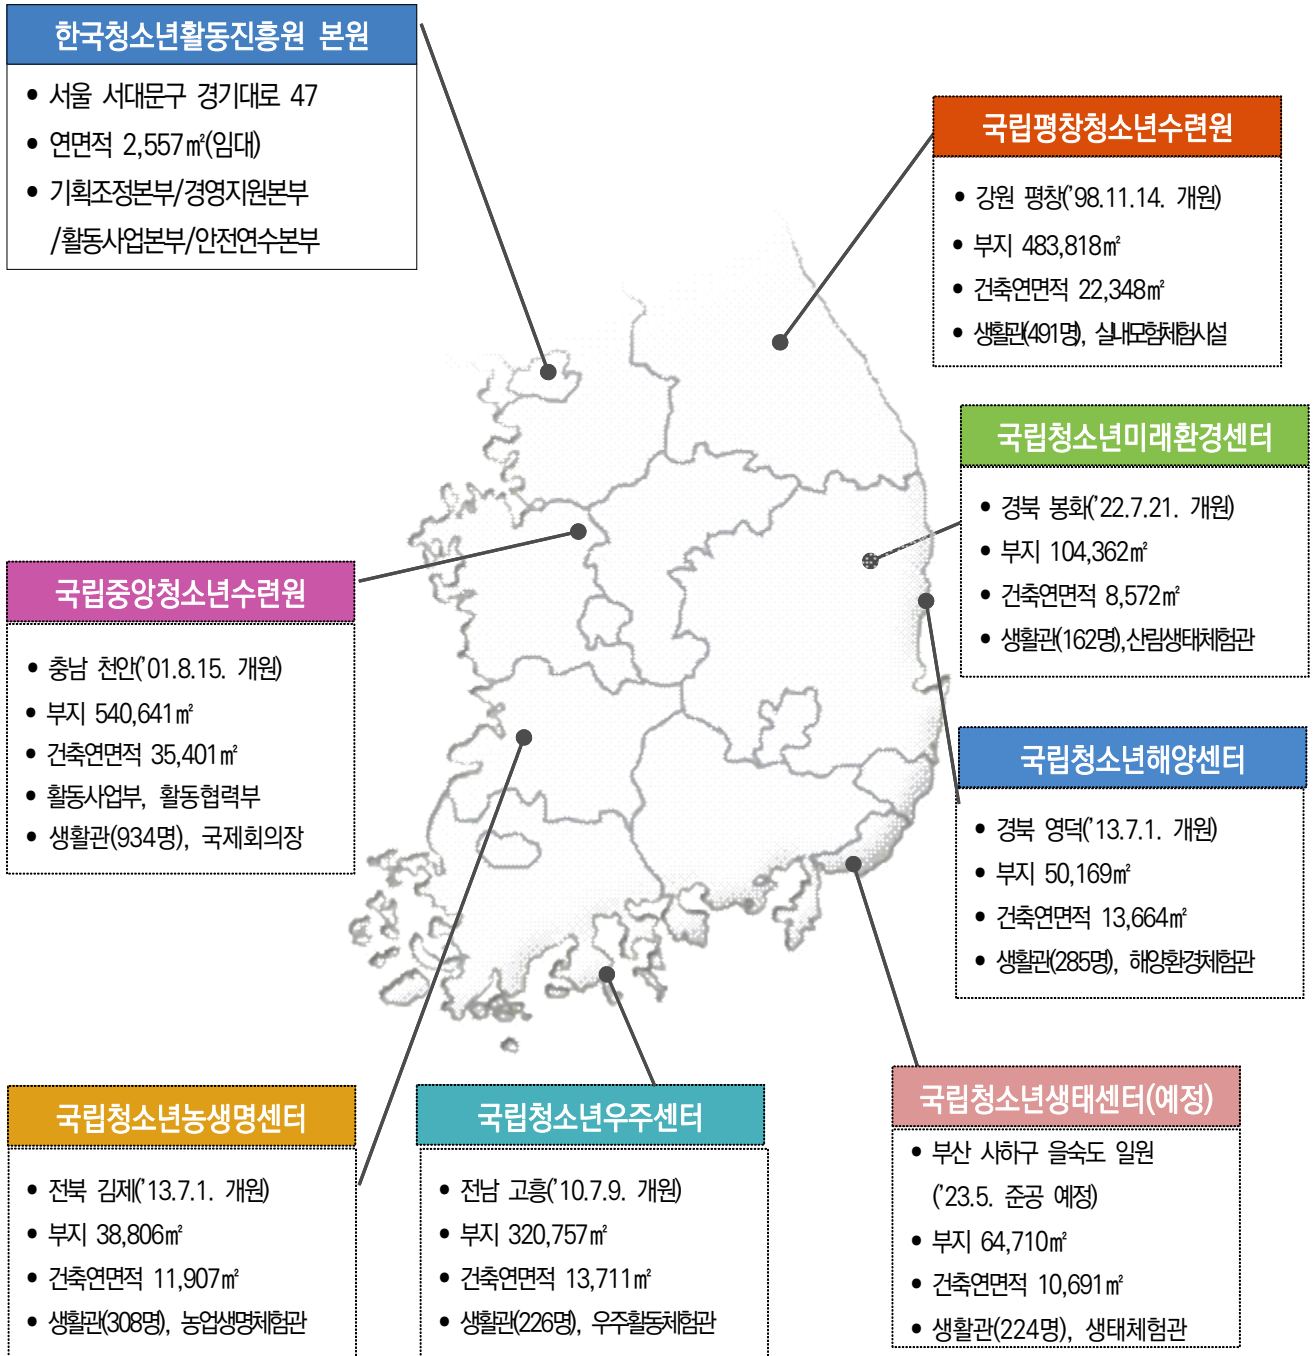 한국청소년활동진흥원 본원
• 서울 서대문구 경기대로 47
• 연면적 2,557㎡(임대)
• 기획조정본부/경영지원본부
/활동사업본부/안전연수본부
국립평창청소년수련원
• 강원 평창('98.11.14. 개원)
• 부지 483,818㎡
• 건축연면적 22,348㎡
• 생활관(491명), 실내모험체험시설
국립청소년미래환경센터
• 경북 봉화('22.7.21. 개원)
• 부지 104,362㎡
• 건축연면적 8,572㎡
• 생활관(162명),산림생태체험관
국립중앙청소년수련원
• 충남 천안('01.8.15. 개원)
• 부지 540,641㎡
• 건축연면적 35,401㎡
• 활동사업부, 활동협력부
• 생활관(934명), 국제회의장
국립청소년해양센터
• 경북 영덕('13.7.1. 개원)
• 부지 50,169㎡
• 건축연면적 13,664㎡
• 생활관(285명), 해양환경체험관
국립청소년농생명센터
• 전북 김제('13.7.1. 개원)
• 부지 38,806㎡
• 건축연면적 11,907㎡
• 생활관(308명), 농업생명체험관
국립청소년우주센터
• 전남 고흥('10.7.9. 개원)
• 부지 320,757㎡
• 건축연면적 13,711㎡
• 생활관(226명), 우주활동체험관
국립청소년생태센터(예정)
• 부산 사하구 을숙도 일원
('23.5. 준공 예정)
• 부지 64,710㎡
• 건축연면적 10,691㎡
• 생활관(224명), 생태체험관